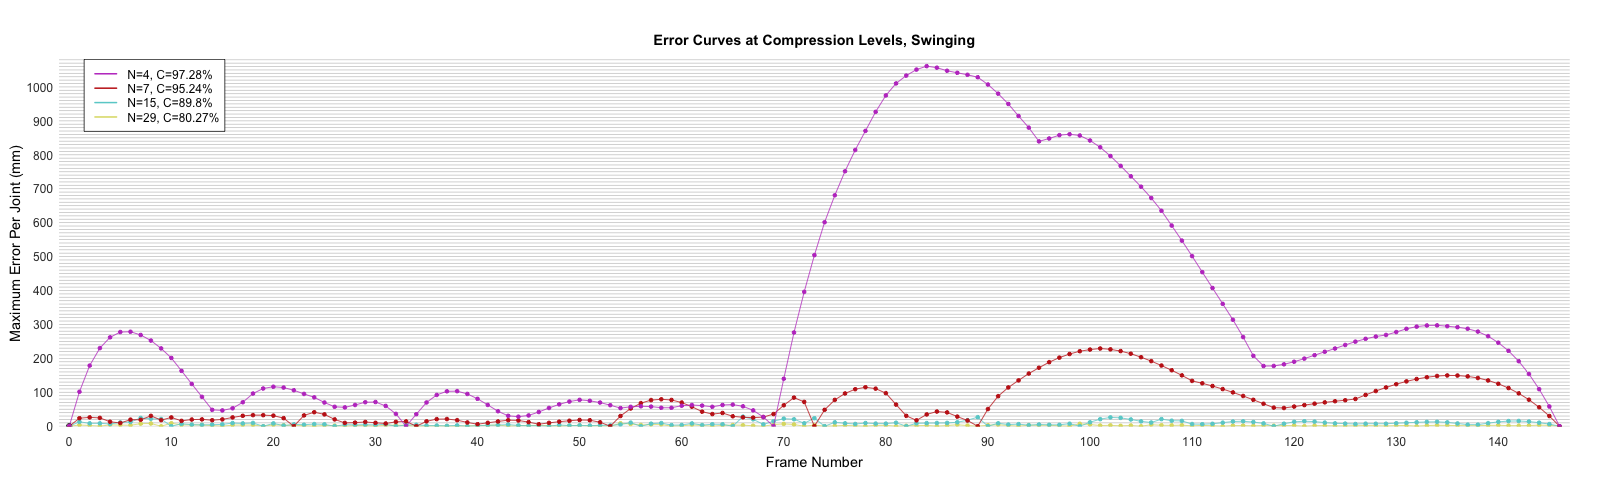 Error Curves at Compression Levels, Swinging
N=4, C=97.28%
N=7, C=95.24%
N=15, C=89.8%
N=29, C=80.27%
Maximum Error Per Joint (mm)
1000
900
800
700
600
500
400
300
200
100
0
0 10 20 30 40 50 60 70 80 90 100 110 120 130 140
Frame Number